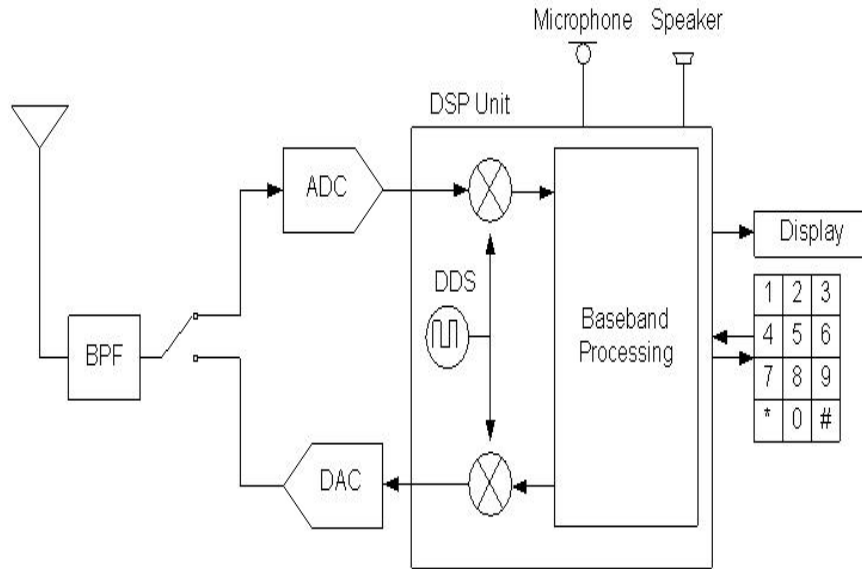 Microphone Speaker
DSP Unit
ADC
Display
DDS
1 2 3
4 5 6
7 8 9
* 0 #
Baseband
Processing
BPF
DAC